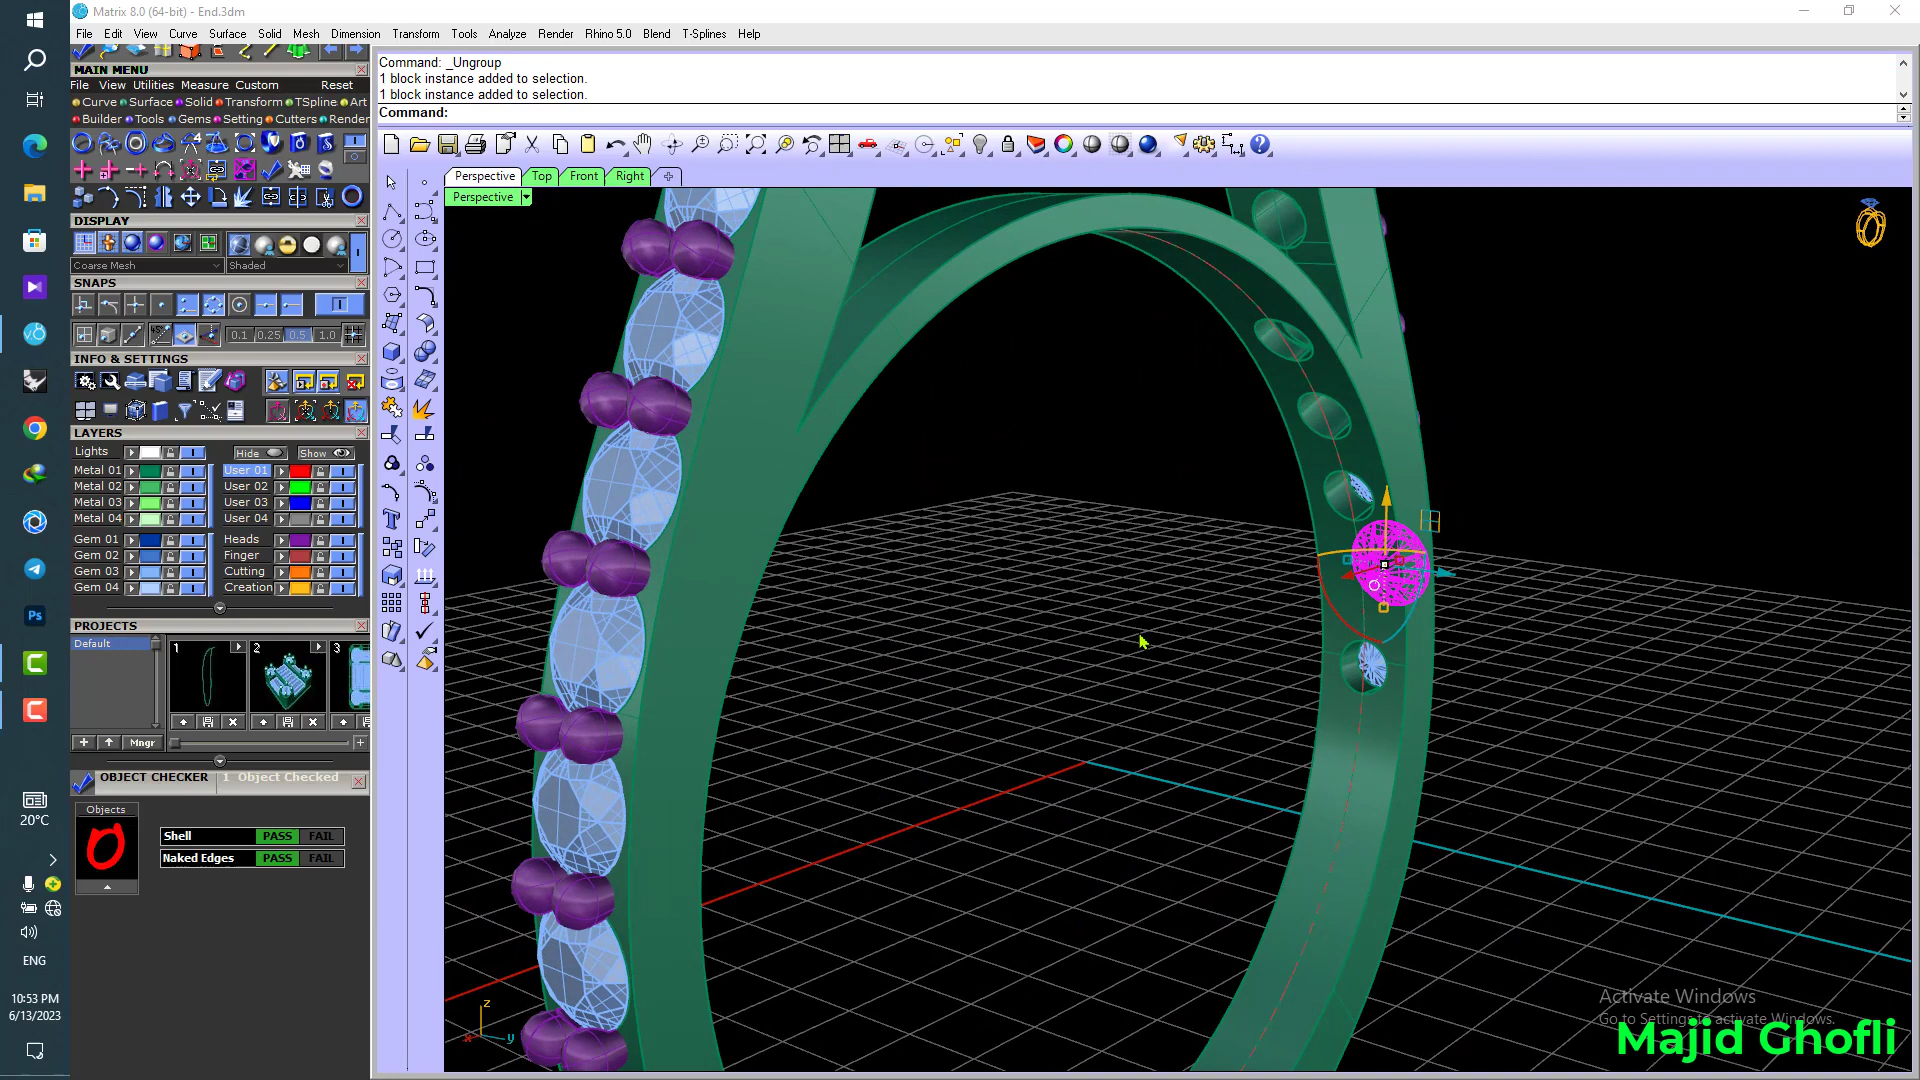 Matrix 8.0 (64-bit) - End.3dm
File Edit View Curve Surface Solid Mesh Dimension Transform Tools Analyze Render Rhino 5.0 Blend T-Splines Help
MAIN MENU
File View Utilities Measure Custom Reset
Curve Surface Solid Transform TSpline Art
Builder Tools Gems Setting Cutters Render
DISPLAY
Coarse Mesh Shaded
SNAPS
0.1 0.25 0.5 1.0
INFO & SETTINGS
LAYERS
Lights Hide Show
Metal 01 User 01
Metal 02 User 02
Metal 03 User 03
Metal 04 User 04
Gem 01 Heads
Gem 02 Finger
Gem 03 Cutting
Gem 04 Creation
PROJECTS
Default
1 2 3
Mngr
OBJECT CHECKER 1 Object Checked
Objects
Shell PASS FAIL
Naked Edges PASS FAIL
Command: _Ungroup
1 block instance added to selection.
1 block instance added to selection.
Command:
Perspective Top Front Right
Perspective
z
x y
20°C
ENG
10:53 PM
6/13/2023
Ps
Activate Windows
Go to Settings to activate Windows.
Majid Ghofli